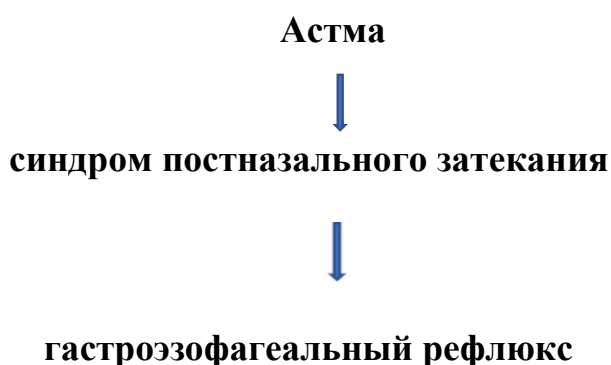 Астма
синдром постназального затекания
гастроэзофагеальный рефлюкс